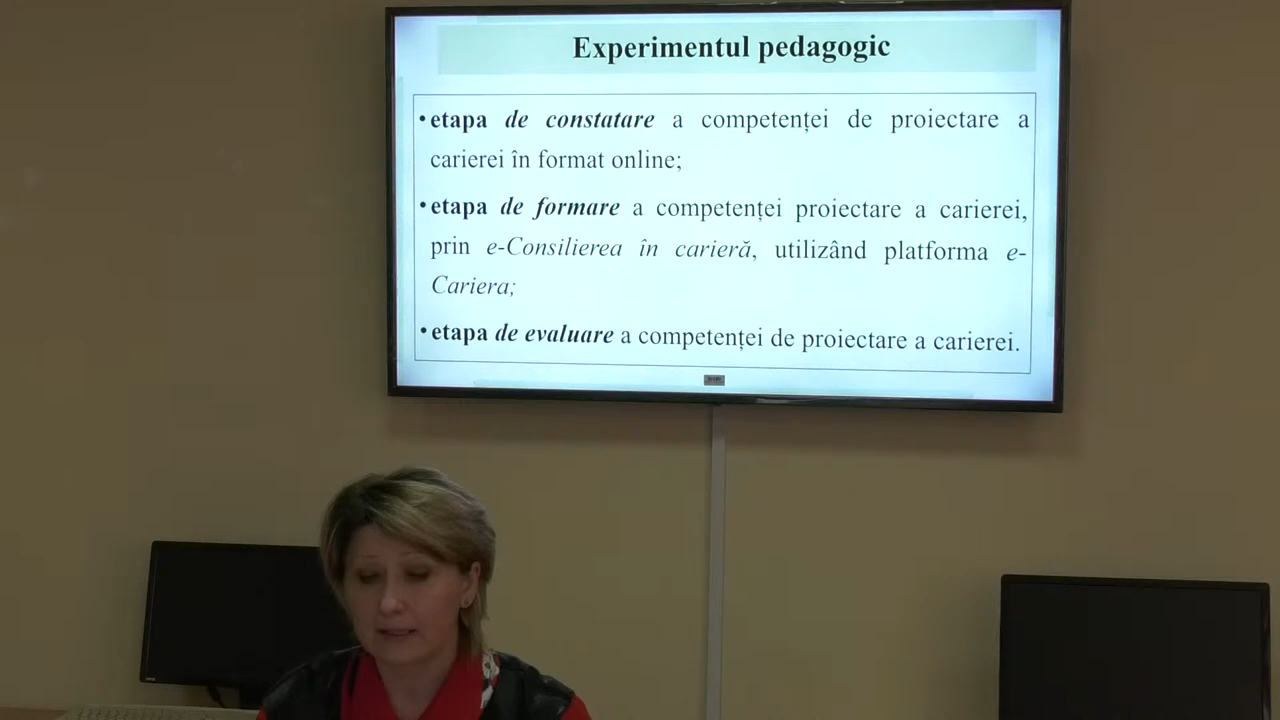 Experimentul pedagogic
•etapa de constatare a competenței de proiectare a
carierei în format online;
•etapa de formare a competenței proiectare a carierei,
prin e-Consilierea în carieră, utilizând platforma e-
Cariera;
•etapa de evaluare a competenței de proiectare a carierei.